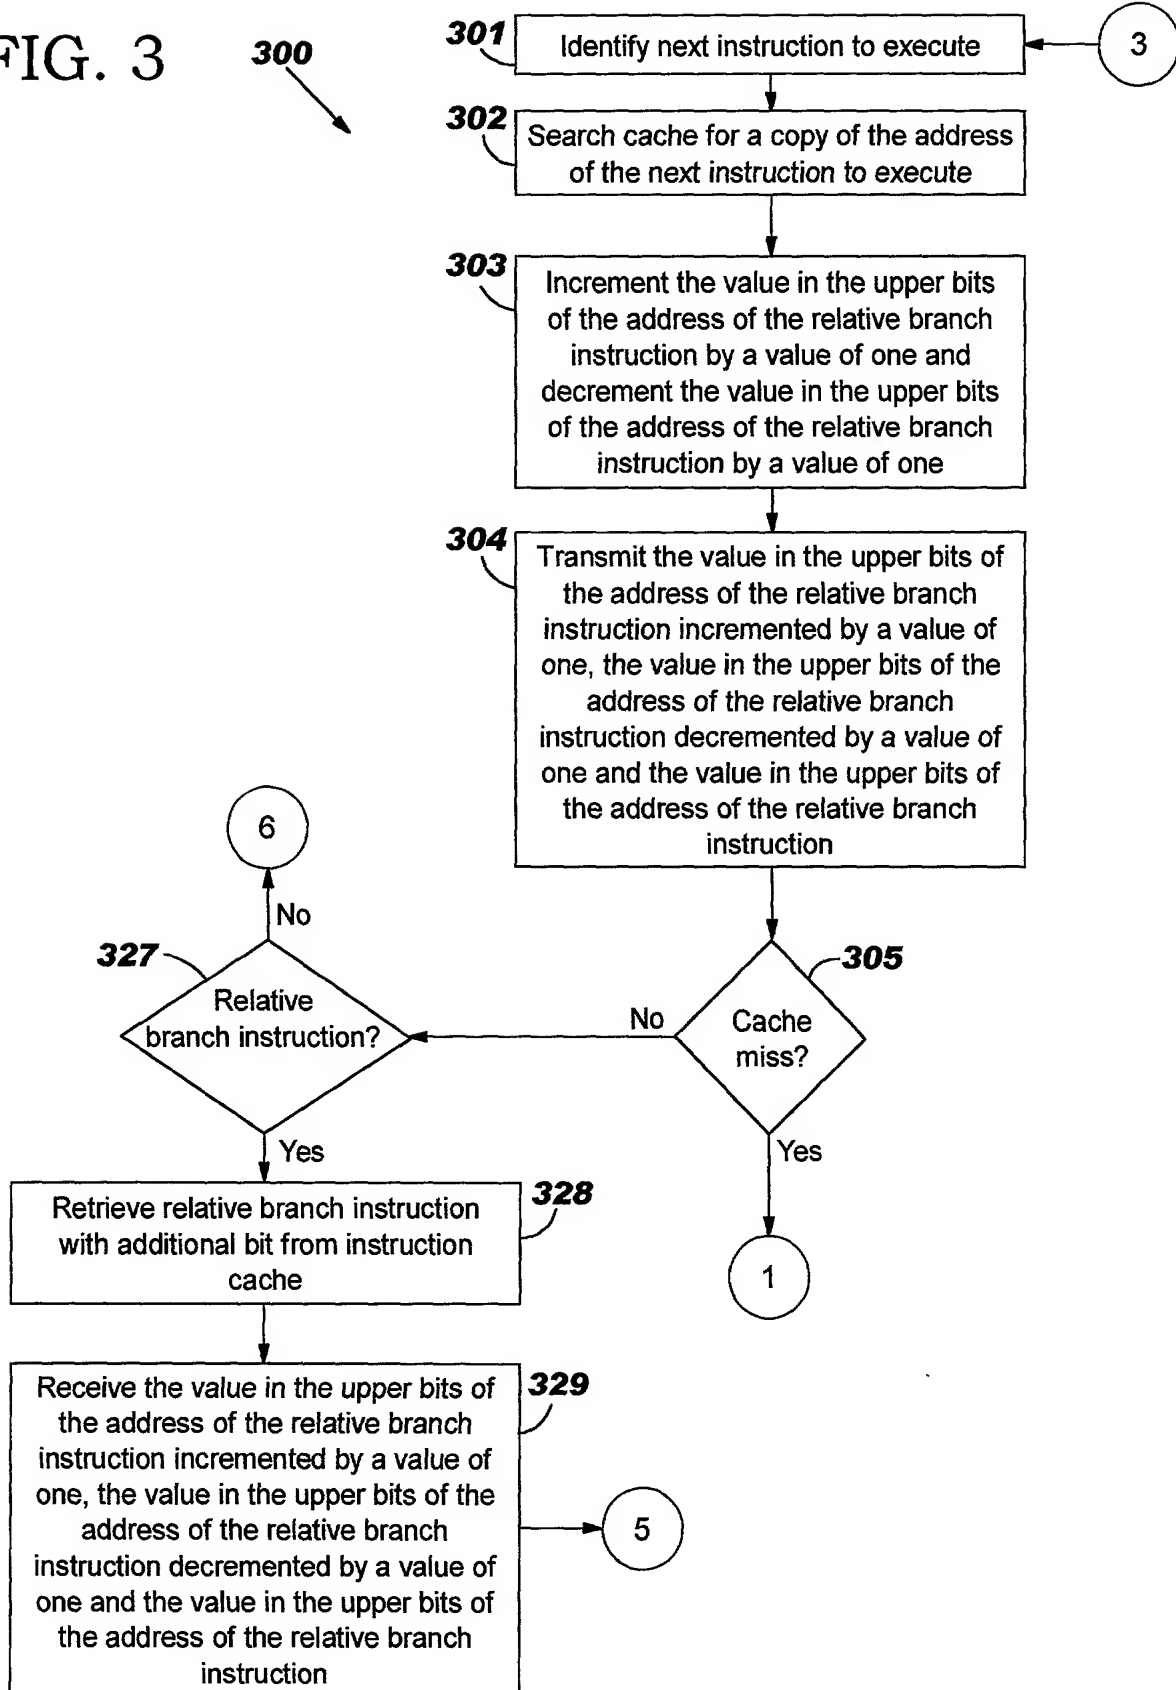 FIG. 3
300
301
Identify next instruction to execute
3
302
Search cache for a copy of the address
of the next instruction to execute
303
Increment the value in the upper bits
of the address of the relative branch
instruction by a value of one and
decrement the value in the upper bits
of the address of the relative branch
instruction by a value of one
304
Transmit the value in the upper bits of
the address of the relative branch
instruction incremented by a value of
one, the value in the upper bits of the
address of the relative branch
instruction decremented by a value of
one and the value in the upper bits of
the address of the relative branch
instruction
6
No
327
Relative
branch instruction?
No
305
Cache
miss?
Yes
Yes
1
328
Retrieve relative branch instruction
with additional bit from instruction
cache
329
Receive the value in the upper bits of
the address of the relative branch
instruction incremented by a value of
one, the value in the upper bits of the
address of the relative branch
instruction decremented by a value of
one and the value in the upper bits of
the address of the relative branch
instruction
5